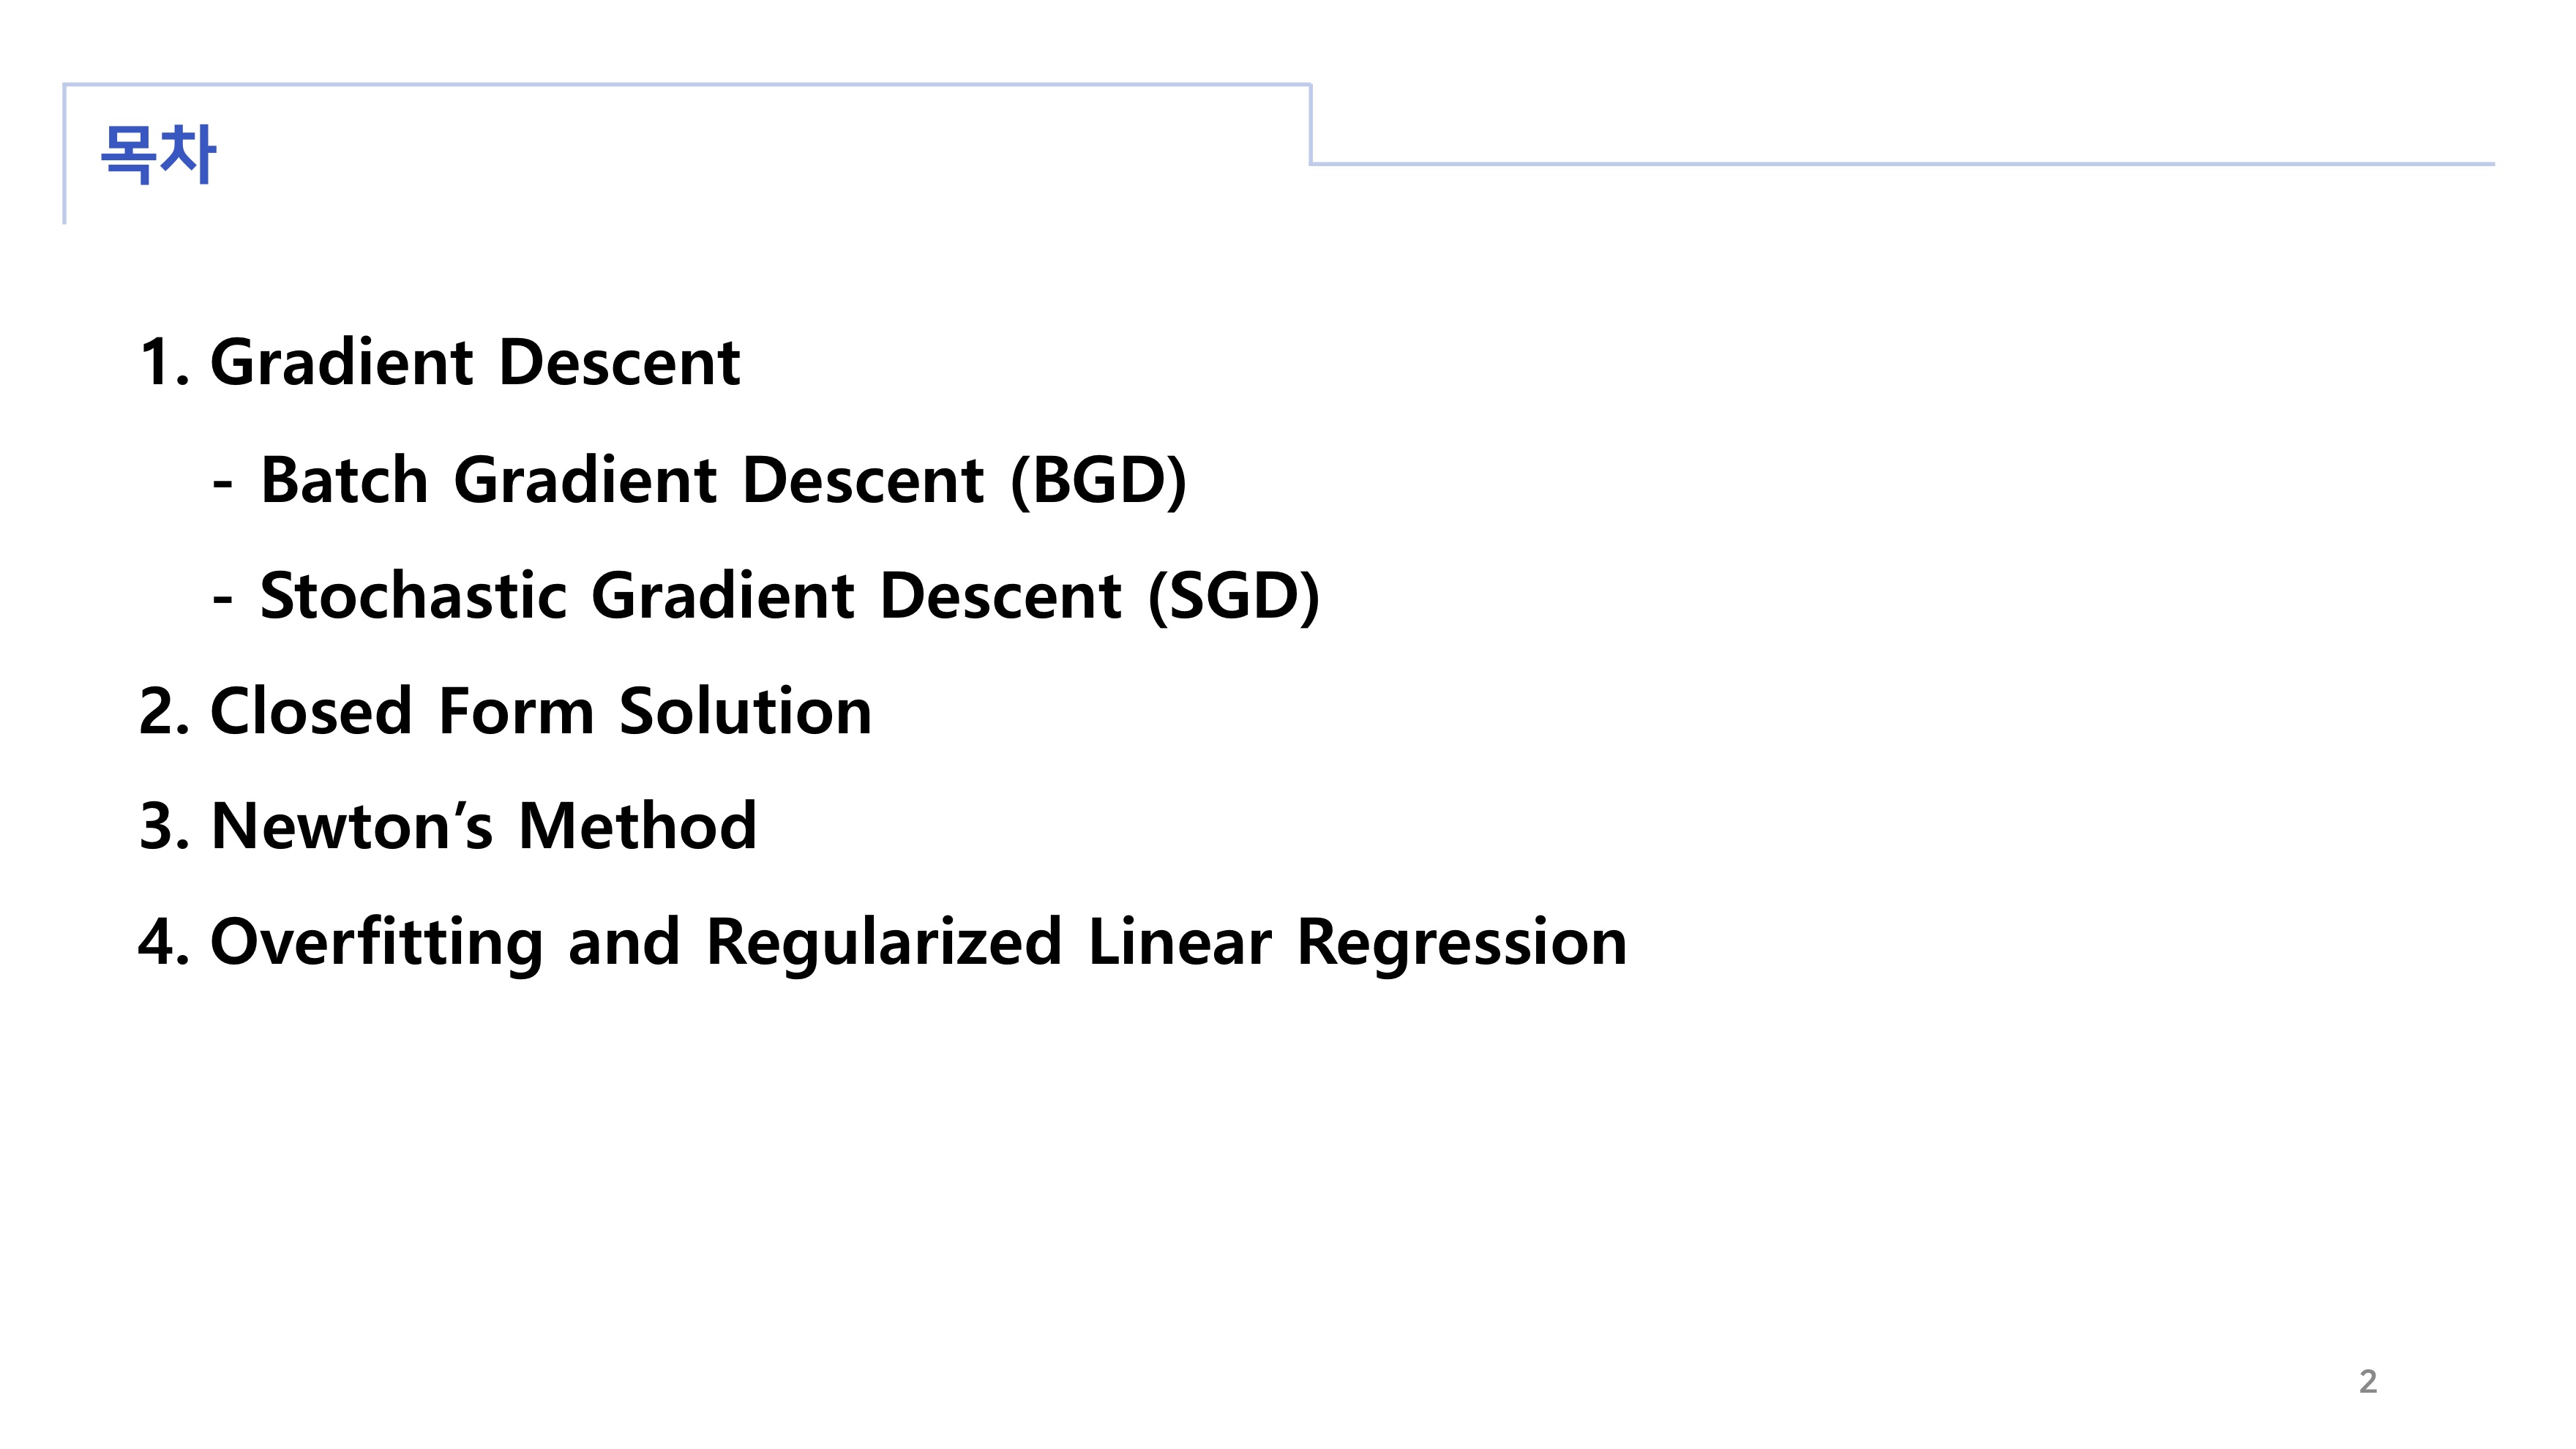 목차
1. Gradient Descent
- Batch Gradient Descent (BGD)
- Stochastic Gradient Descent (SGD)
2. Closed Form Solution
3. Newton’s Method
4. Overfitting and Regularized Linear Regression
2